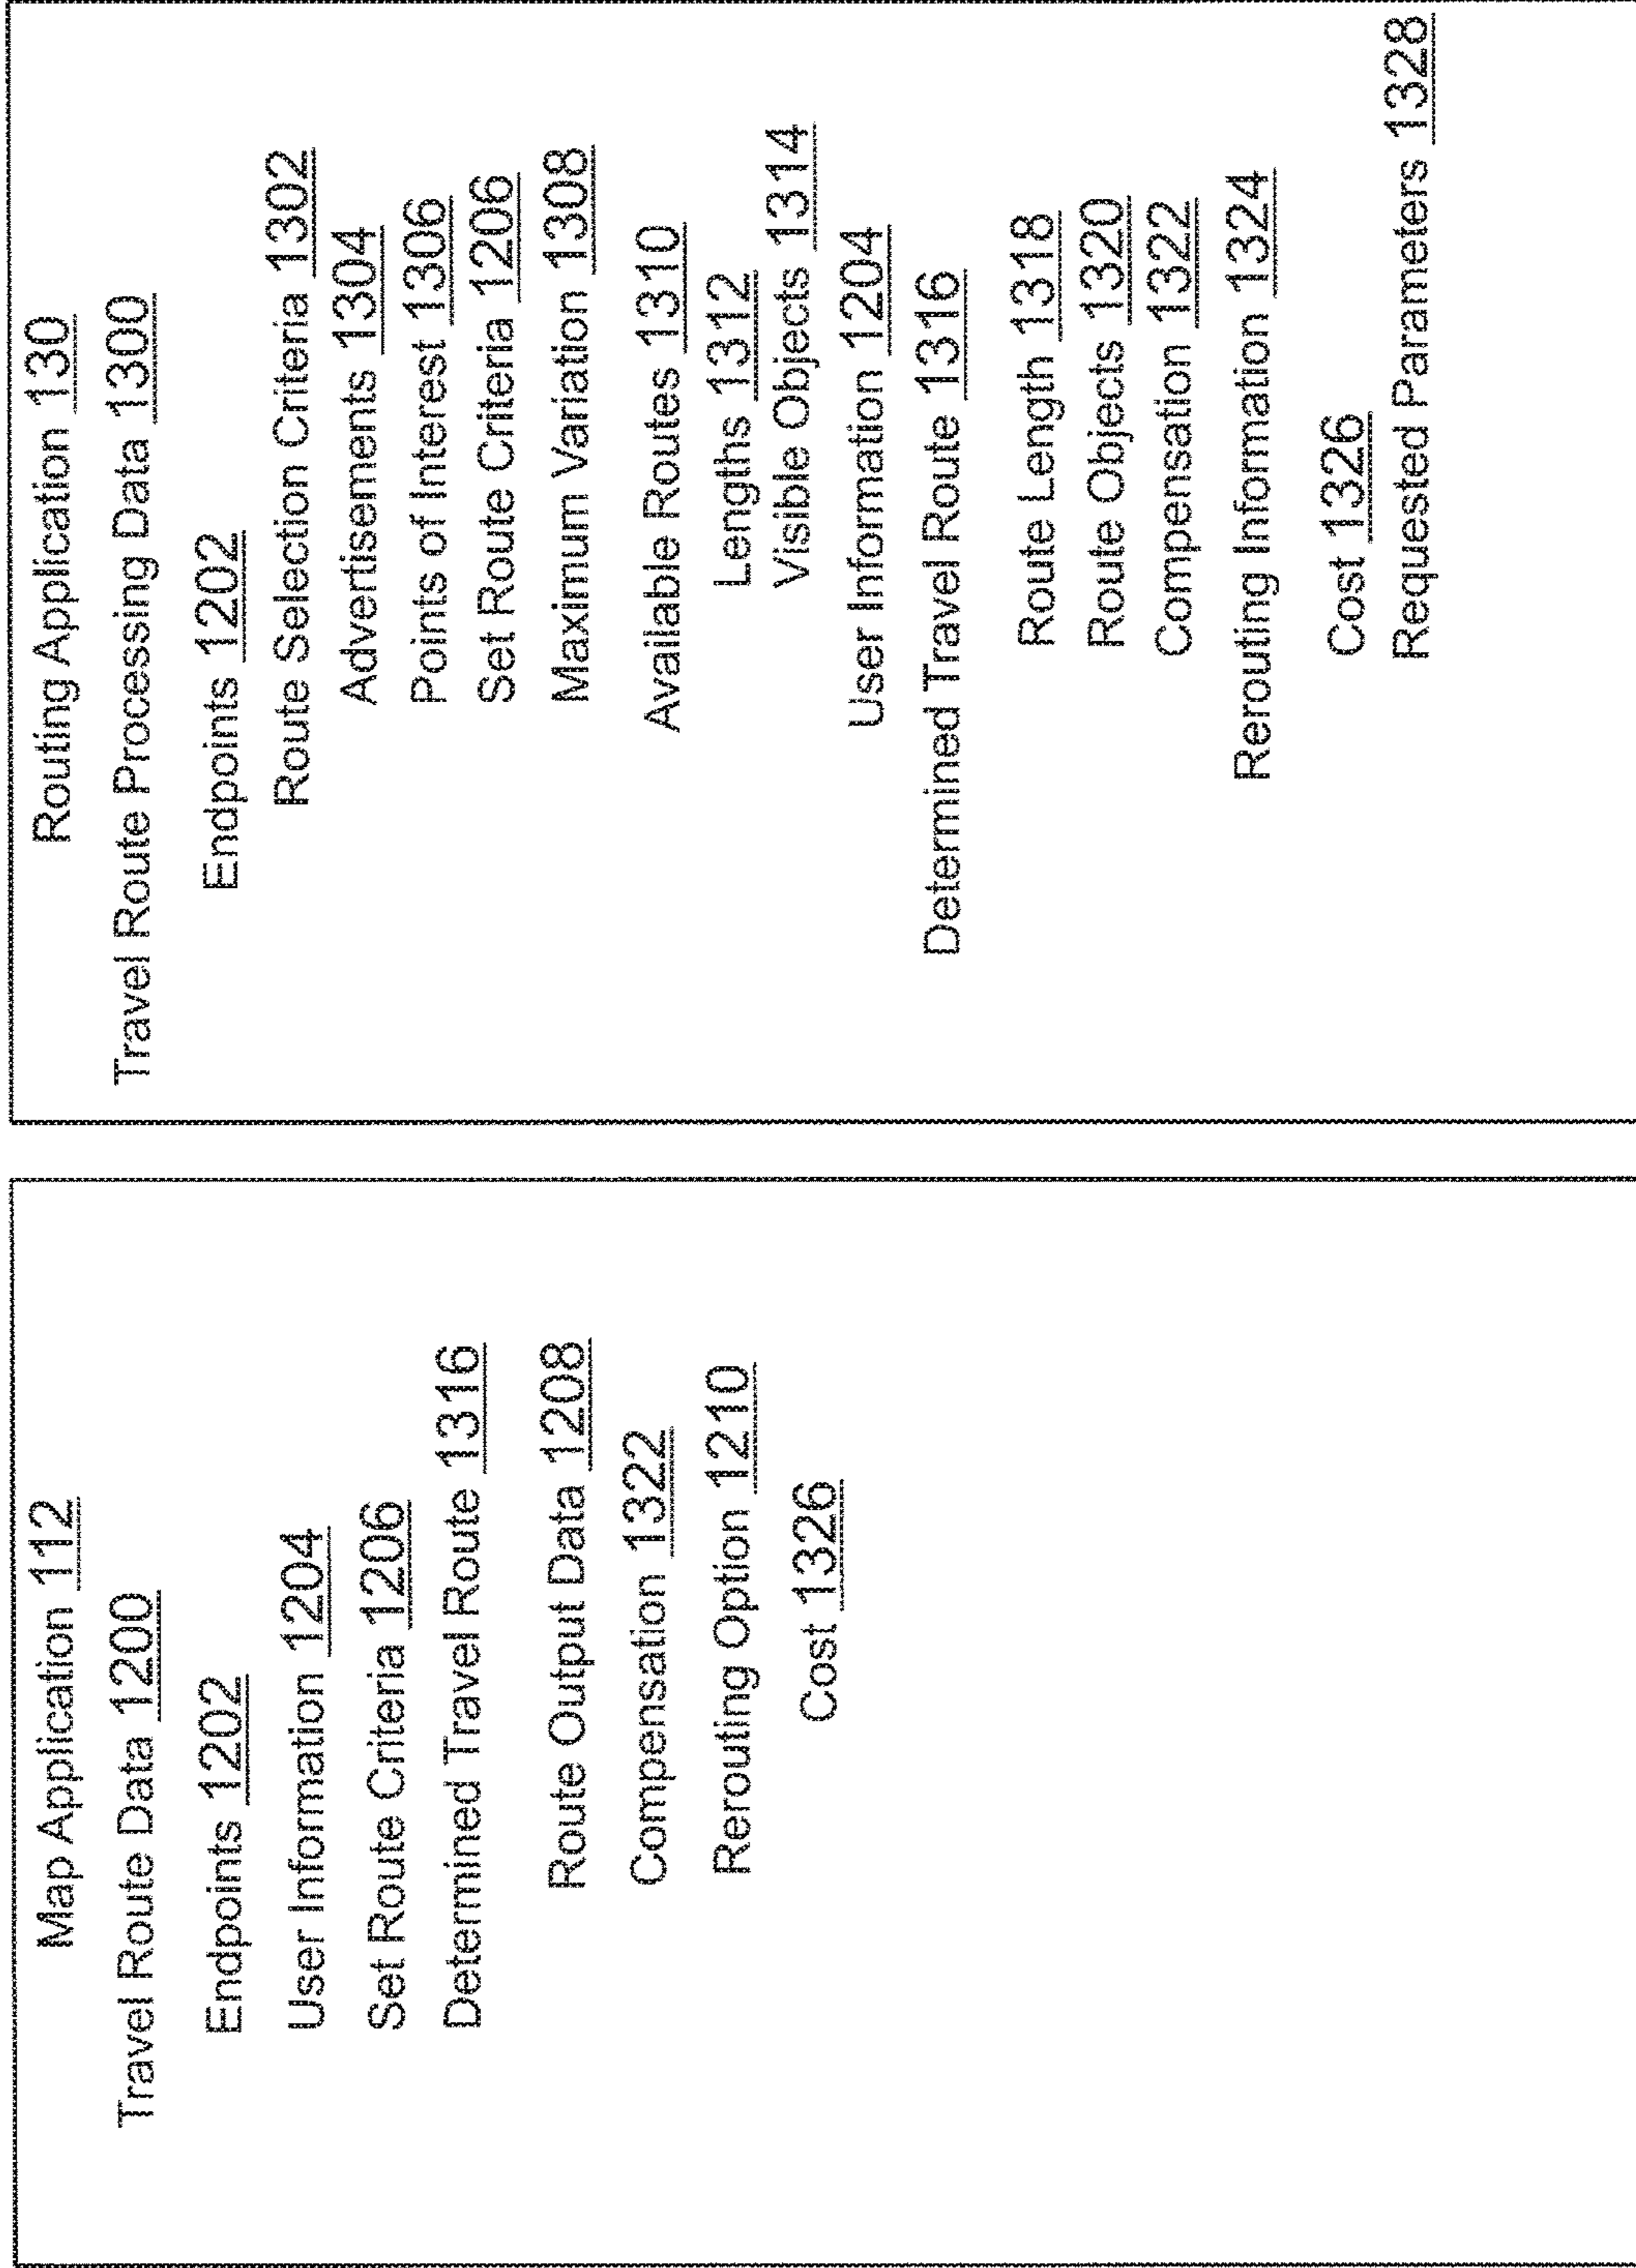 Map Application 112
Travel Route Data 1200
Endpoints 1202
User Information 1204
Set Route Criteria 1206
Determined Travel Route 1316
Route Output Data 1208
Compensation 1322
Rerouting Option 1210
Cost 1326
Routing Application 130
Travel Route Processing Data 1300
Endpoints 1202
Route Selection Criteria 1302
Advertisements 1304
Points of Interest 1306
Set Route Criteria 1206
Maximum Variation 1308
Available Routes 1310
Lengths 1312
Visible Objects 1314
User Information 1204
Determined Travel Route 1316
Route Length 1318
Route Objects 1320
Compensation 1322
Rerouting Information 1324
Cost 1326
Requested Parameters 1328